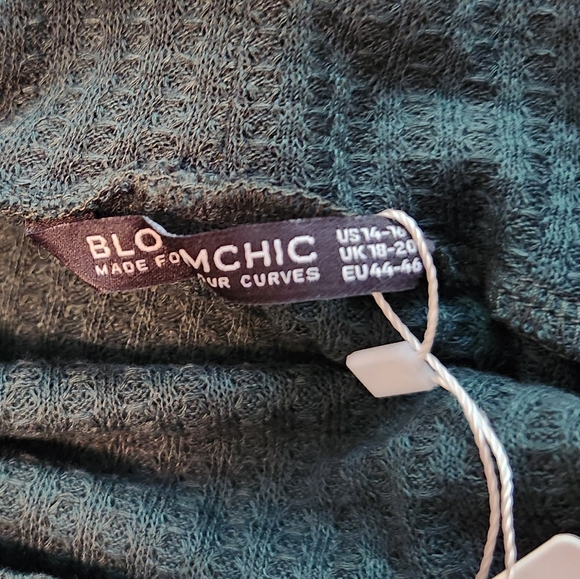 BLO MCHIC
MADE FO UR CURVES
US14-16
UK18-20
EU44-46